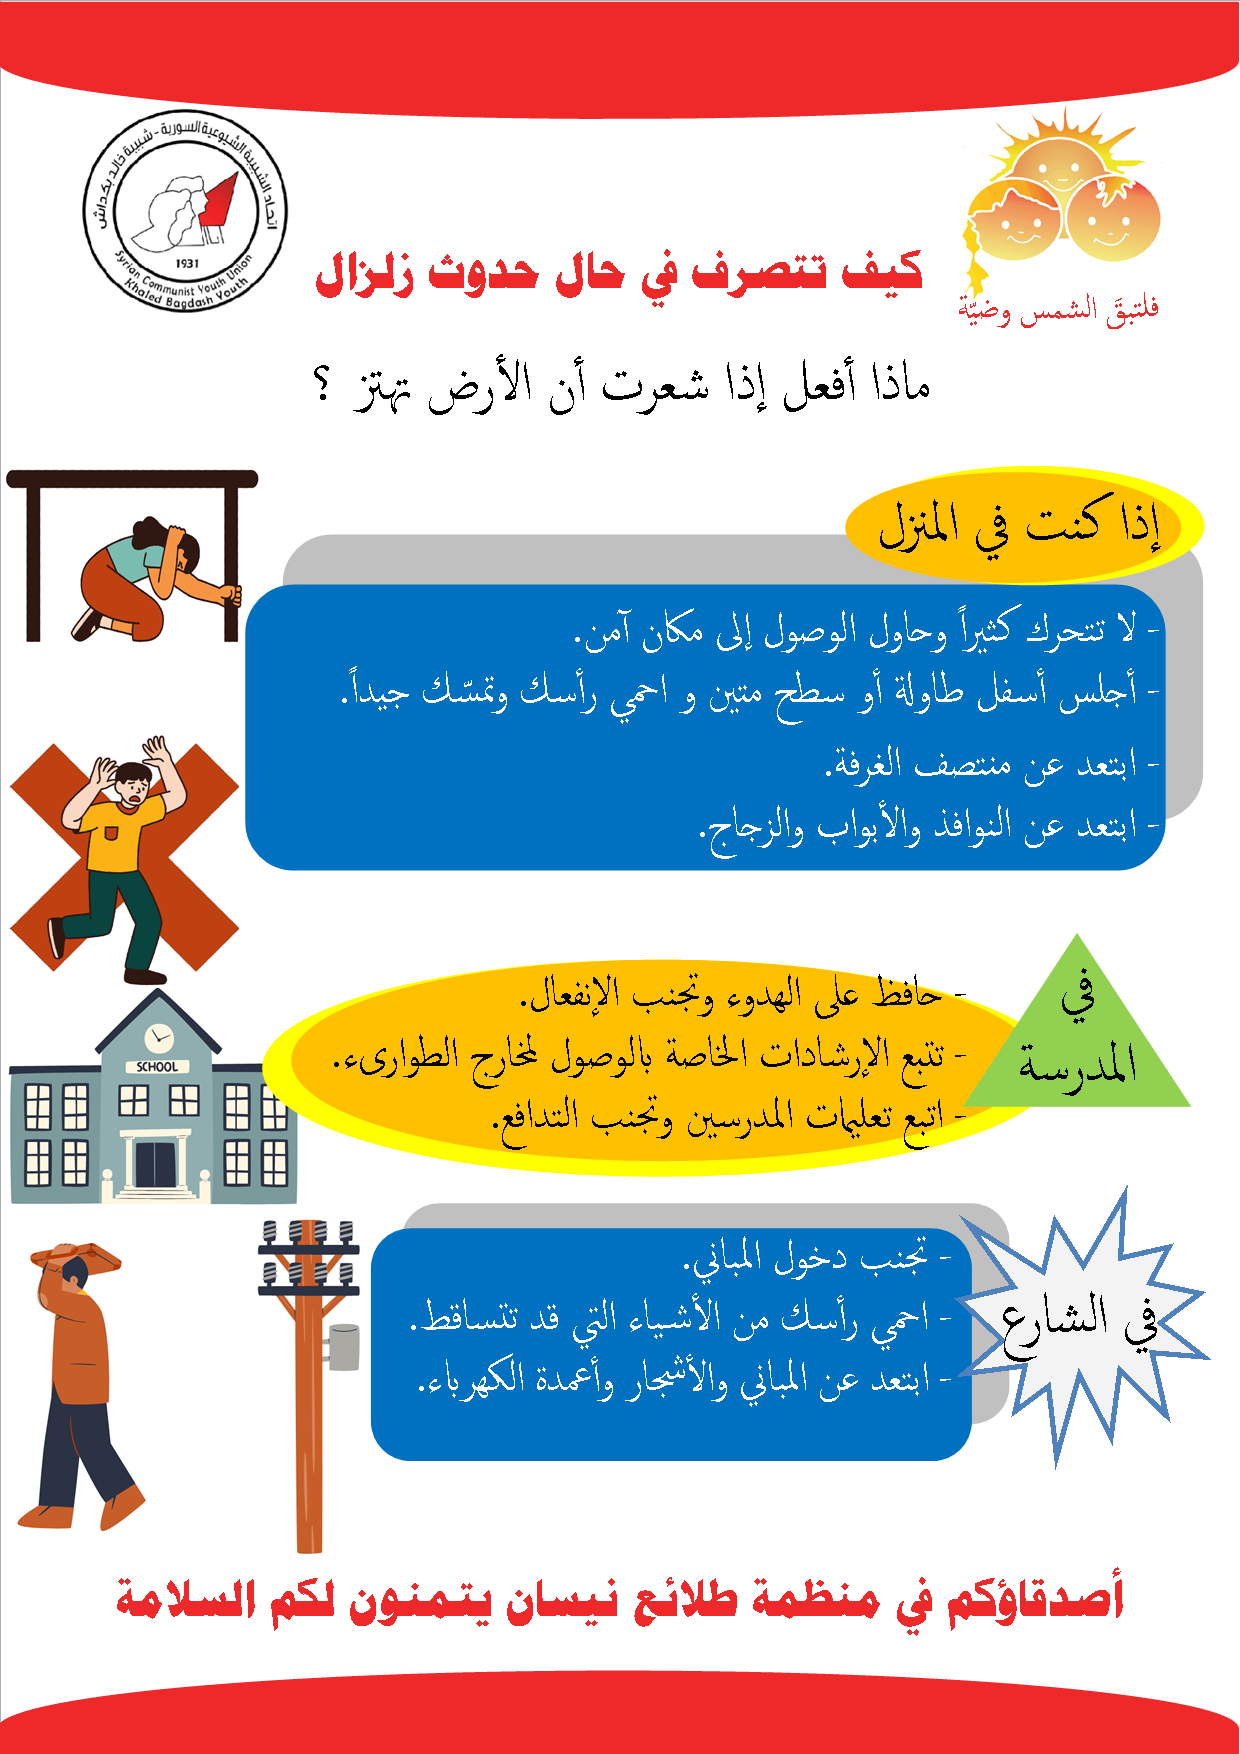 اتحاد الشبيبة الشيوعية السورية - شبيبة خالد بكداش
1931
Syrian Communist Youth Union
Khaled Bagdash Youth
فلتبقَ الشمس وضيّة
كيف تتصرف في حال حدوث زلزال
ماذا أفعل إذا شعرت أن الأرض تهتز ؟
إذا كنت في المنزل
- لا تتحرك كثيراً وحاول الوصول إلى مكان آمن.
- أجلس أسفل طاولة أو سطح متين و احمي رأسك وتمسّك جيداً.
- ابتعد عن منتصف الغرفة.
- ابتعد عن النوافذ والأبواب والزجاج.
في
المدرسة
- حافظ على الهدوء وتجنب الإنفعال.
- تتبع الإرشادات الخاصة بالوصول لمخارج الطوارىء.
- اتبع تعليمات المدرسين وتجنب التدافع.
SCHOOL
في الشارع
- تجنب دخول المباني.
- احمي رأسك من الأشياء التي قد تتساقط.
- ابتعد عن المباني والأشجار وأعمدة الكهرباء.
أصدقاؤكم في منظمة طلائع نيسان يتمنون لكم السلامة